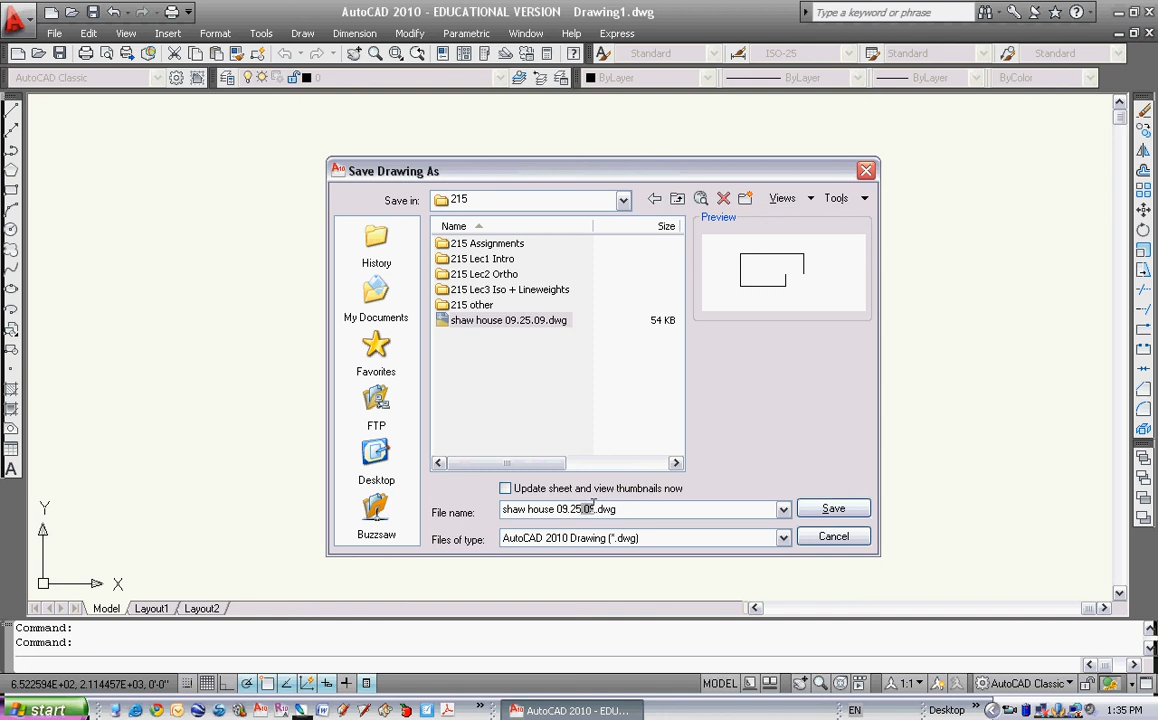 AutoCAD 2010 - EDUCATIONAL VERSION Drawing1.dwg
Type a keyword or phrase
File Edit View Insert Format Tools Draw Dimension Modify Parametric Window Help Express
Standard ISO-25 Standard Standard
AutoCAD Classic 0 ByLayer ByLayer ByLayer ByColor
Save Drawing As
Save in: 215 Views Tools
Name Size Preview
215 Assignments
215 Lec1 Intro
215 Lec2 Ortho
215 Lec3 Iso + Lineweights
215 other
shaw house 09.25.09.dwg 54 KB
History
My Documents
Favorites
FTP
Desktop
Buzzsaw
Update sheet and view thumbnails now
File name: shaw house 09.25.09.dwg Save
Files of type: AutoCAD 2010 Drawing (*.dwg) Cancel
Y
X
Model Layout1 Layout2
Command:
Command:
6.522594E+02, 2.114457E+03, 0'-0" MODEL 1:1 AutoCAD Classic
start AutoCAD 2010 - EDU... EN Desktop 1:35 PM